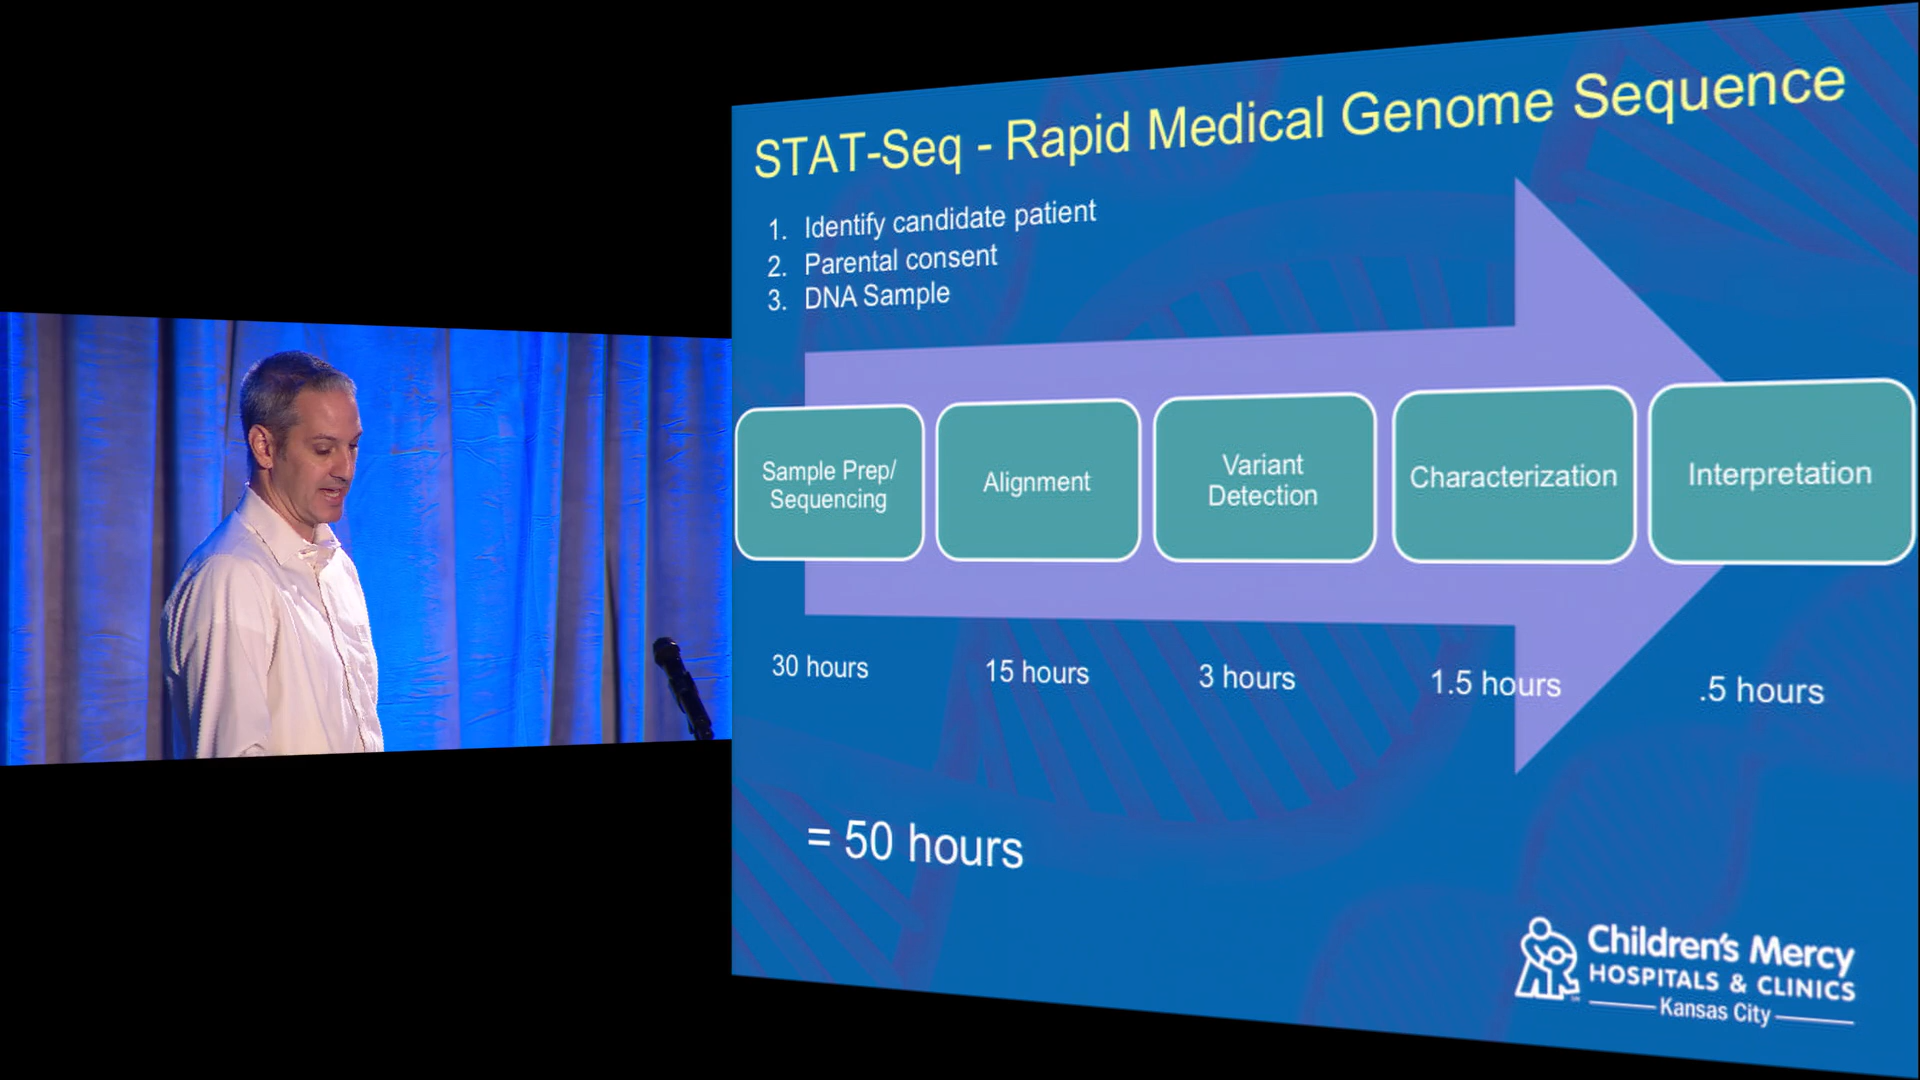 STAT-Seq - Rapid Medical Genome Sequence
1. Identify candidate patient
2. Parental consent
3. DNA Sample
Sample Prep/
Sequencing
Alignment
Variant
Detection
Characterization
Interpretation
30 hours
15 hours
3 hours
1.5 hours
.5 hours
= 50 hours
Children's Mercy
HOSPITALS & CLINICS
Kansas City